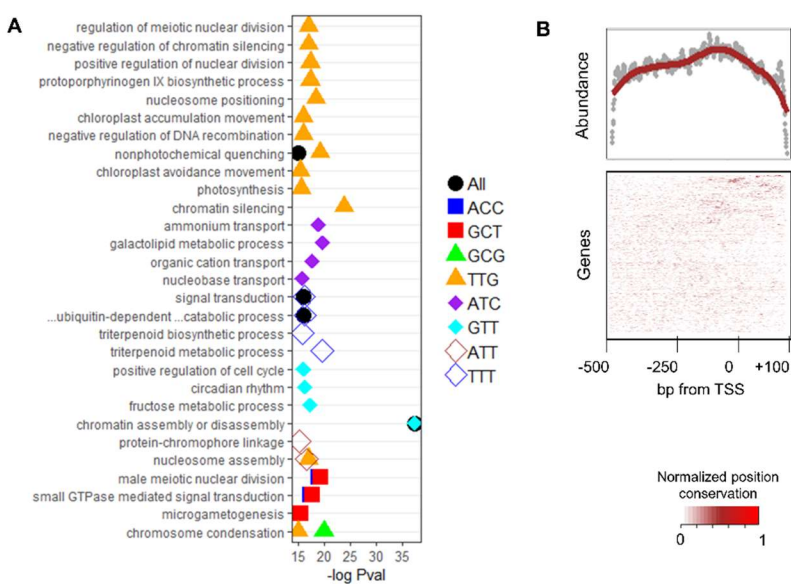 A
regulation of meiotic nuclear division
negative regulation of chromatin silencing
positive regulation of nuclear division
protoporphyrinogen IX biosynthetic process
nucleosome positioning
chloroplast accumulation movement
negative regulation of DNA recombination
nonphotochemical quenching
chloroplast avoidance movement
photosynthesis
chromatin silencing
ammonium transport
galactolipid metabolic process
organic cation transport
nucleobase transport
signal transduction
...ubiquitin-dependent ...catabolic process
triterpenoid biosynthetic process
triterpenoid metabolic process
positive regulation of cell cycle
circadian rhythm
fructose metabolic process
chromatin assembly or disassembly
protein-chromophore linkage
nucleosome assembly
male meiotic nuclear division
small GTPase mediated signal transduction
microgametogenesis
chromosome condensation
15 20 25 30 35
-log Pval
All
ACC
GCT
GCG
TTG
ATC
GTT
ATT
TTT
B
Abundance
Genes
-500 -250 0 +100
bp from TSS
Normalized position
conservation
0 1